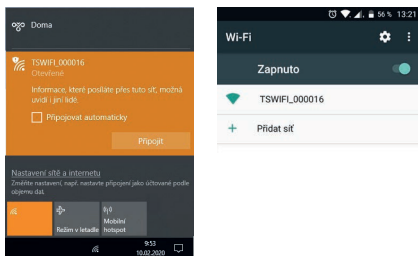 Doma
TSWIFI_000016
Otevřené
Informace, které posíláte přes tuto síť, možná
uvidí i jiní lidé.
Připojovat automaticky
Připojit
Nastavení sítě a internetu
Změňte nastavení, např. nastavte připojení jako účtované podle
objemu dat.
Režim v letadle
Mobilní
hotspot
9:53
10.02.2020
56 % 13:21
Wi-Fi
Zapnuto
TSWIFI_000016
Přidat síť